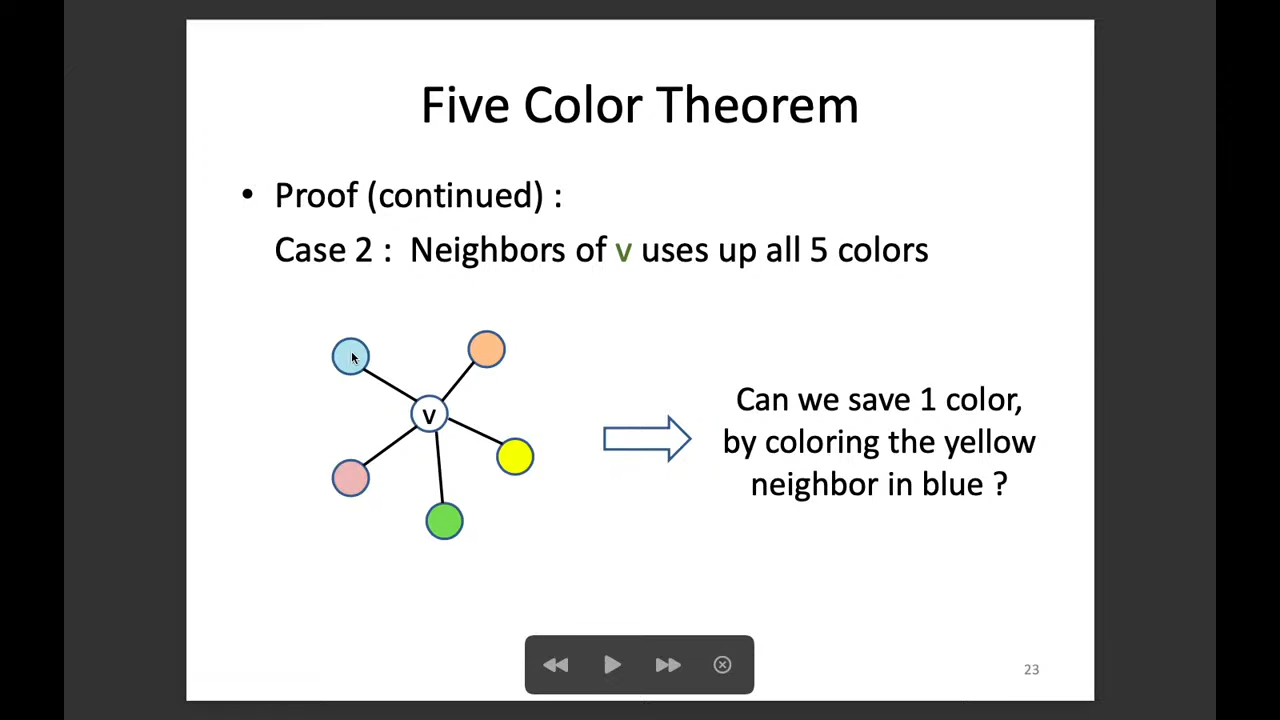 Five Color Theorem
• Proof (continued) :
Case 2 : Neighbors of v uses up all 5 colors
v
Can we save 1 color,
by coloring the yellow
neighbor in blue ?
23